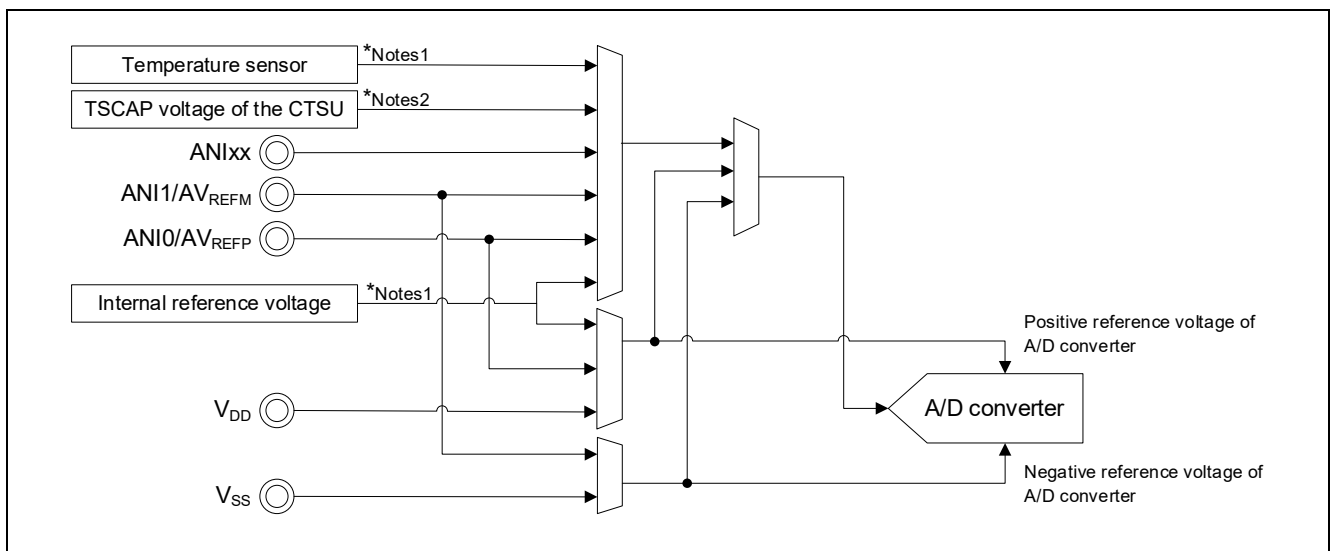 Temperature sensor
*Notes1
TSCAP voltage of the CTSU
*Notes2
ANIxx
ANI1/AVREFM
ANI0/AVREFP
Internal reference voltage
*Notes1
Positive reference voltage of
A/D converter
VDD
A/D converter
Negative reference voltage of
A/D converter
VSS